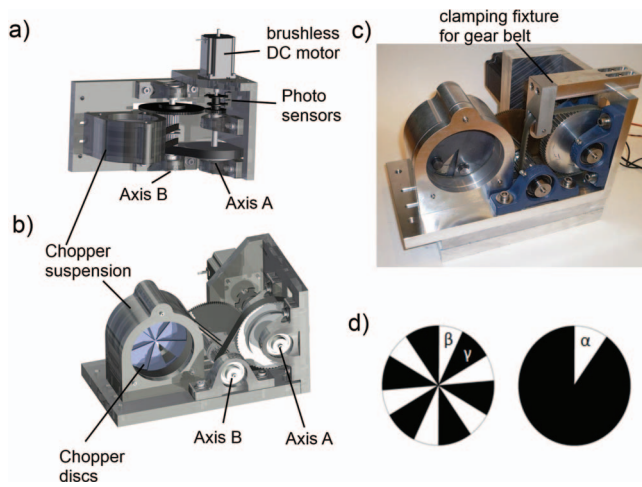 a)
brushless
DC motor
Photo
sensors
Axis B
Axis A
b)
Chopper
suspension
Axis B
Axis A
Chopper
discs
clamping fixture
for gear belt
c)
d)
β
γ
α